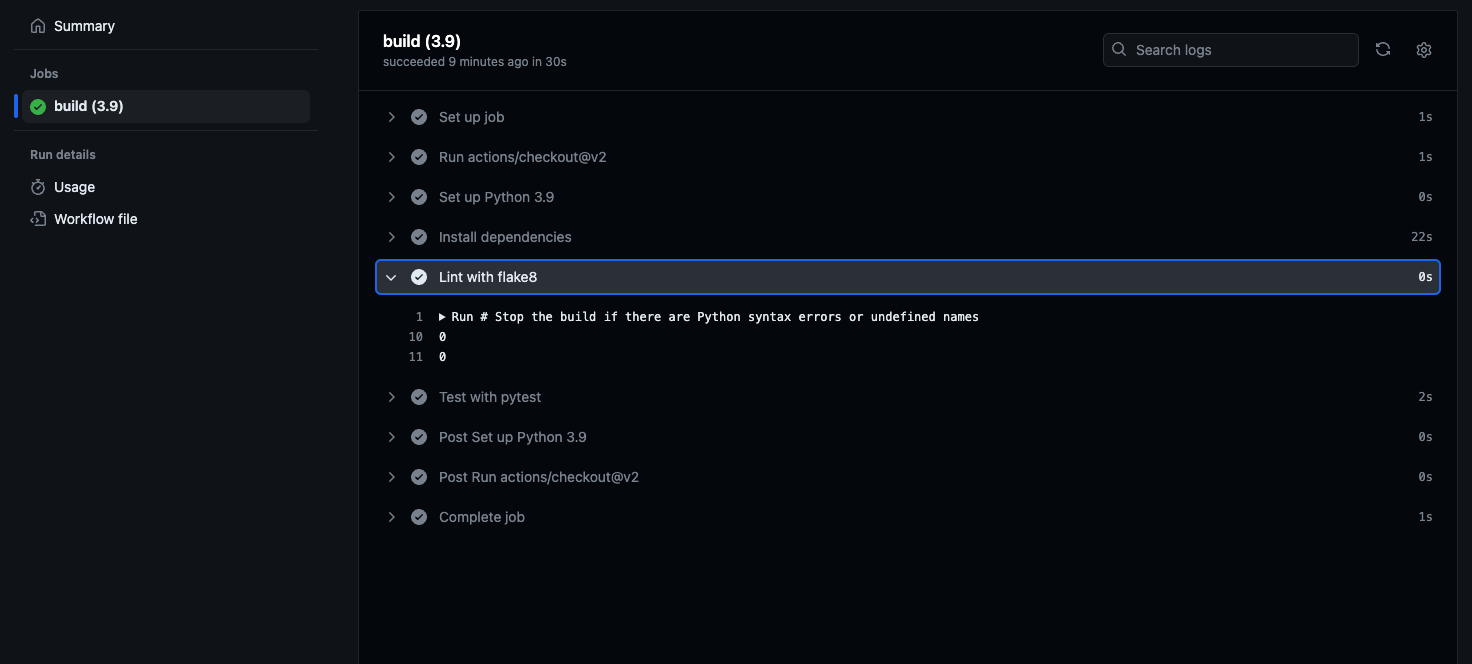 Summary
Jobs
build (3.9)
Run details
Usage
Workflow file
build (3.9)
succeeded 9 minutes ago in 30s
Search logs
Set up job 1s
Run actions/checkout@v2 1s
Set up Python 3.9 0s
Install dependencies 22s
Lint with flake8 0s
1 Run # Stop the build if there are Python syntax errors or undefined names
10 0
11 0
Test with pytest 2s
Post Set up Python 3.9 0s
Post Run actions/checkout@v2 0s
Complete job 1s